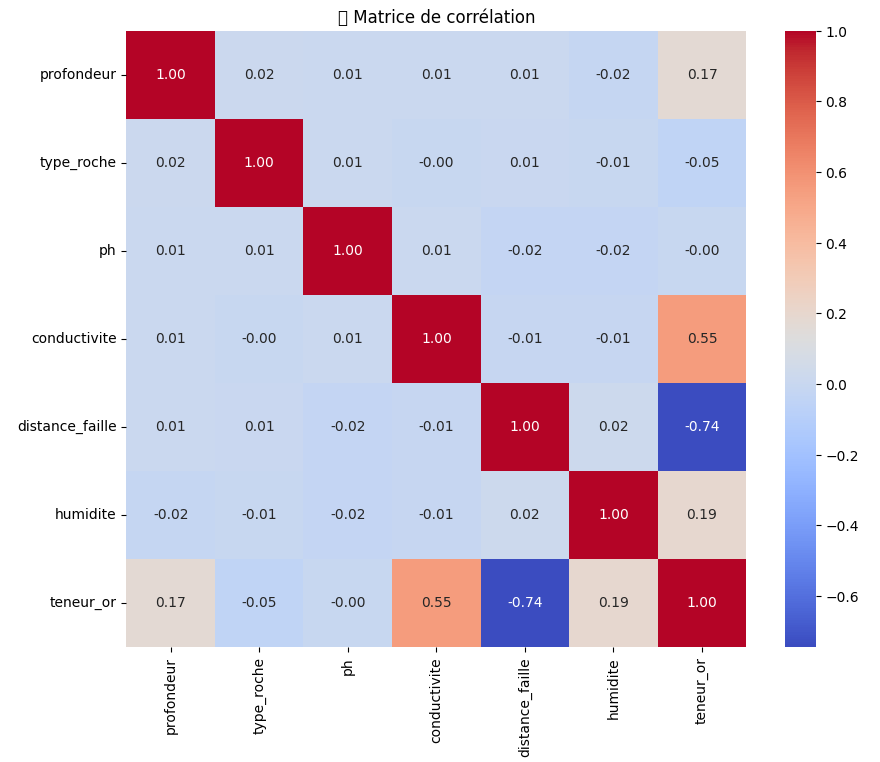 Matrice de corrélation
profondeur 1.00 0.02 0.01 0.01 0.01 -0.02 0.17
type_roche 0.02 1.00 0.01 -0.00 0.01 -0.01 -0.05
ph 0.01 0.01 1.00 0.01 -0.02 -0.02 -0.00
conductivite 0.01 -0.00 0.01 1.00 -0.01 -0.01 0.55
distance_faille 0.01 0.01 -0.02 -0.01 1.00 0.02 -0.74
humidite -0.02 -0.01 -0.02 -0.01 0.02 1.00 0.19
teneur_or 0.17 -0.05 -0.00 0.55 -0.74 0.19 1.00
profondeur
type_roche
ph
conductivite
distance_faille
humidite
teneur_or
1.0
0.8
0.6
0.4
0.2
0.0
−0.2
−0.4
−0.6